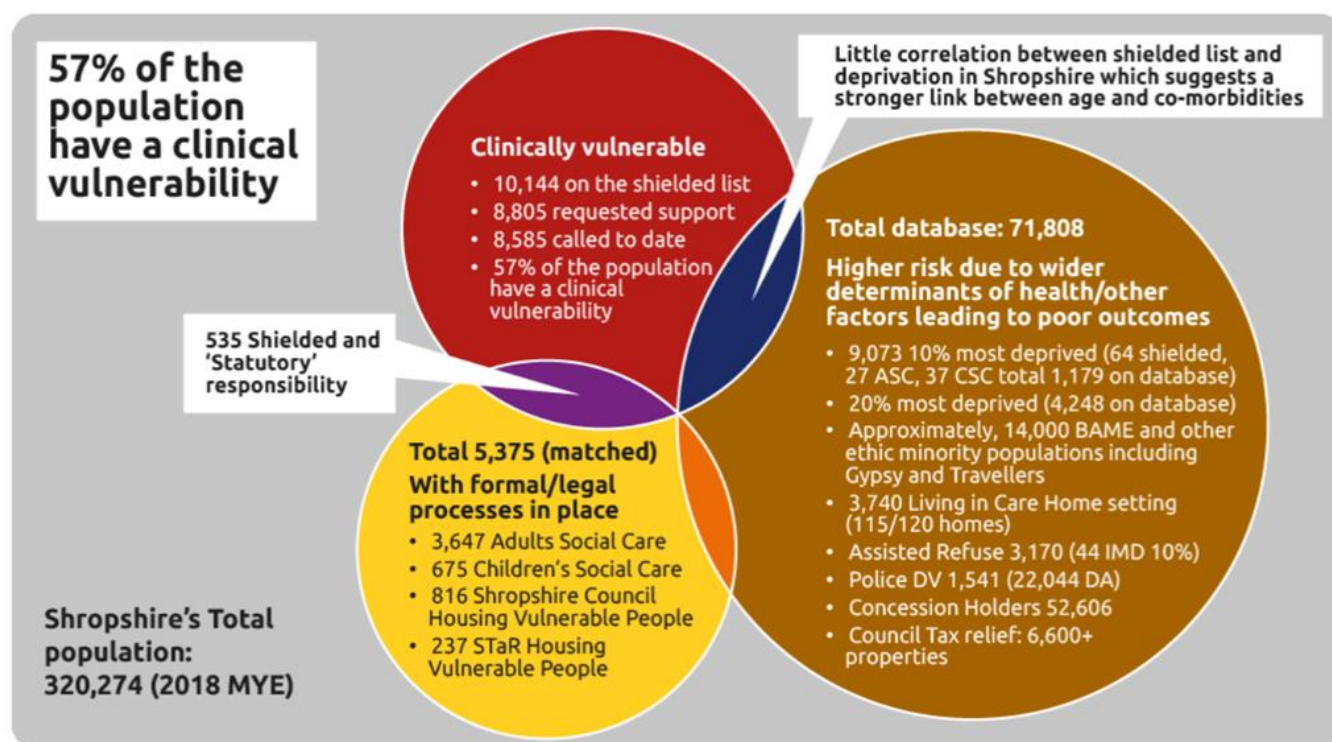 57% of the
population
have a clinical
vulnerability
Little correlation between shielded list and
deprivation in Shropshire which suggests a
stronger link between age and co-morbidities
Clinically vulnerable
• 10,144 on the shielded list
• 8,805 requested support
• 8,585 called to date
• 57% of the population
have a clinical
vulnerability
535 Shielded and
‘Statutory’
responsibility
Total database: 71,808
Higher risk due to wider
determinants of health/other
factors leading to poor outcomes
• 9,073 10% most deprived (64 shielded,
27 ASC, 37 CSC total 1,179 on database)
• 20% most deprived (4,248 on database)
• Approximately, 14,000 BAME and other
ethic minority populations including
Gypsy and Travellers
• 3,740 Living in Care Home setting
(115/120 homes)
• Assisted Refuse 3,170 (44 IMD 10%)
• Police DV 1,541 (22,044 DA)
• Concession Holders 52,606
• Council Tax relief: 6,600+
properties
Total 5,375 (matched)
With formal/legal
processes in place
• 3,647 Adults Social Care
• 675 Children’s Social Care
• 816 Shropshire Council
Housing Vulnerable People
• 237 STaR Housing
Vulnerable People
Shropshire’s Total
population:
320,274 (2018 MYE)